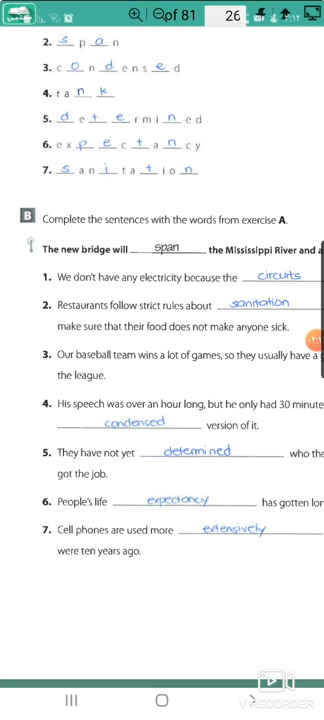 of 81 26
2. s p a n
3. c o n d e n s e d
4. r a n k
5. d e t e r m i n e d
6. e x p e c t a n c y
7. s a n i t a t i o n
B Complete the sentences with the words from exercise A.
The new bridge will span the Mississippi River and a
1. We don't have any electricity because the circuits
2. Restaurants follow strict rules about sanitation
make sure that their food does not make anyone sick.
3. Our baseball team wins a lot of games, so they usually have a
the league.
4. His speech was over an hour long, but he only had 30 minute
condensed version of it.
5. They have not yet determined who the
got the job.
6. People's life expectancy has gotten lon
7. Cell phones are used more extensively
were ten years ago.
RECORDER